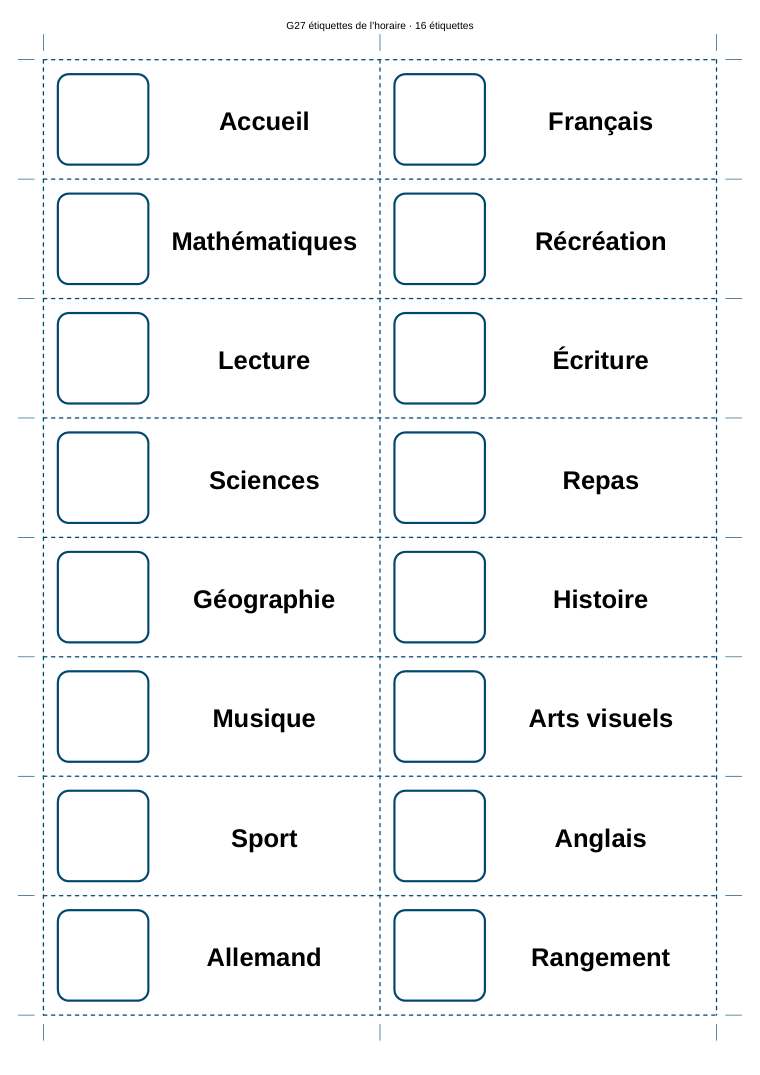 G27 étiquettes de l'horaire · 16 étiquettes
Accueil
Français
Mathématiques
Récréation
Lecture
Écriture
Sciences
Repas
Géographie
Histoire
Musique
Arts visuels
Sport
Anglais
Allemand
Rangement